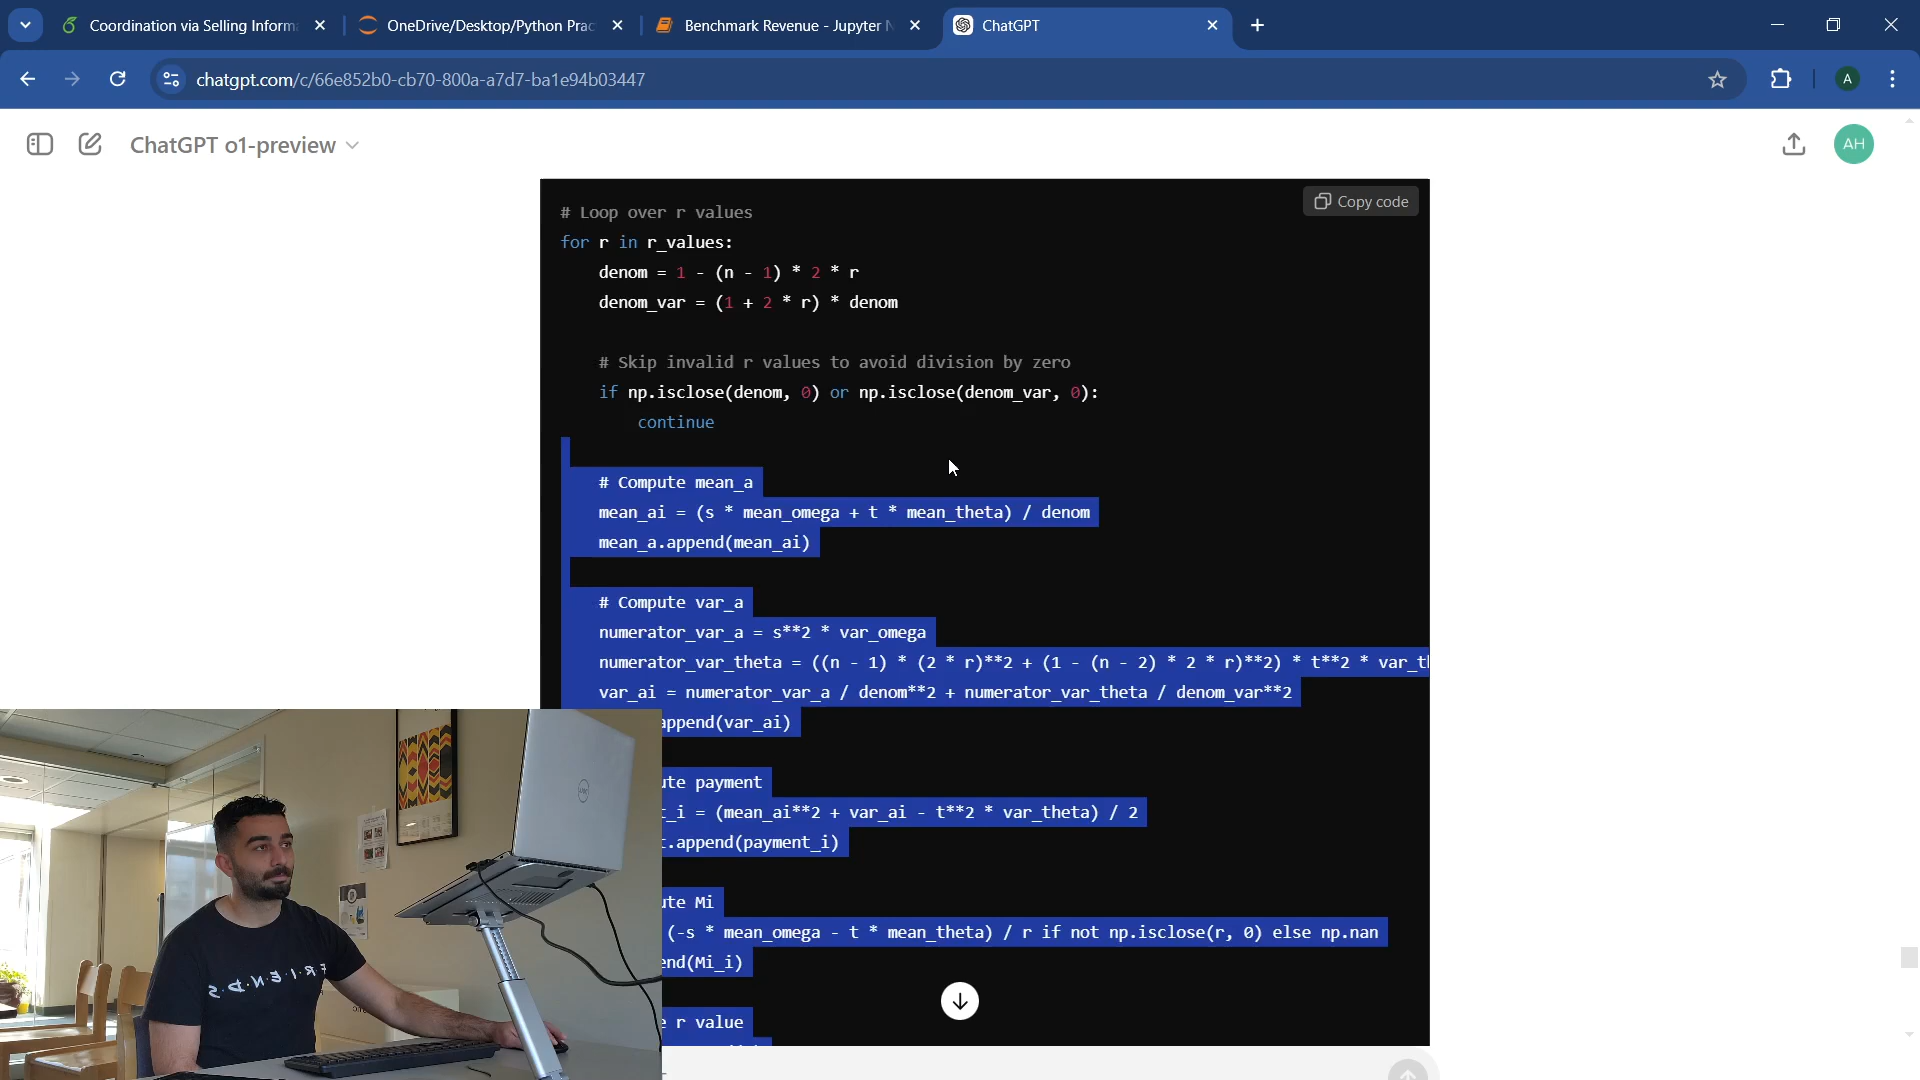 Coordination via Selling Inform
OneDrive/Desktop/Python Prac
Benchmark Revenue - Jupyter N
ChatGPT
chatgpt.com/c/66e852b0-cb70-800a-a7d7-ba1e94b03447
A
ChatGPT o1-preview
AH
Copy code
# Loop over r values
for r in r_values:
denom = 1 - (n - 1) * 2 * r
denom_var = (1 + 2 * r) * denom
# Skip invalid r values to avoid division by zero
if np.isclose(denom, 0) or np.isclose(denom_var, 0):
continue
# Compute mean_a
mean_ai = (s * mean_omega + t * mean_theta) / denom
mean_a.append(mean_ai)
# Compute var_a
numerator_var_a = s**2 * var_omega
numerator_var_theta = ((n - 1) * (2 * r)**2 + (1 - (n - 2) * 2 * r)**2) * t**2 * var_t
var_ai = numerator_var_a / denom**2 + numerator_var_theta / denom_var**2
ppend(var_ai)
te payment
_i = (mean_ai**2 + var_ai - t**2 * var_theta) / 2
.append(payment_i)
ute Mi
(-s * mean_omega - t * mean_theta) / r if not np.isclose(r, 0) else np.nan
end(Mi_i)
e r value
F·R·I·E·N·D·S